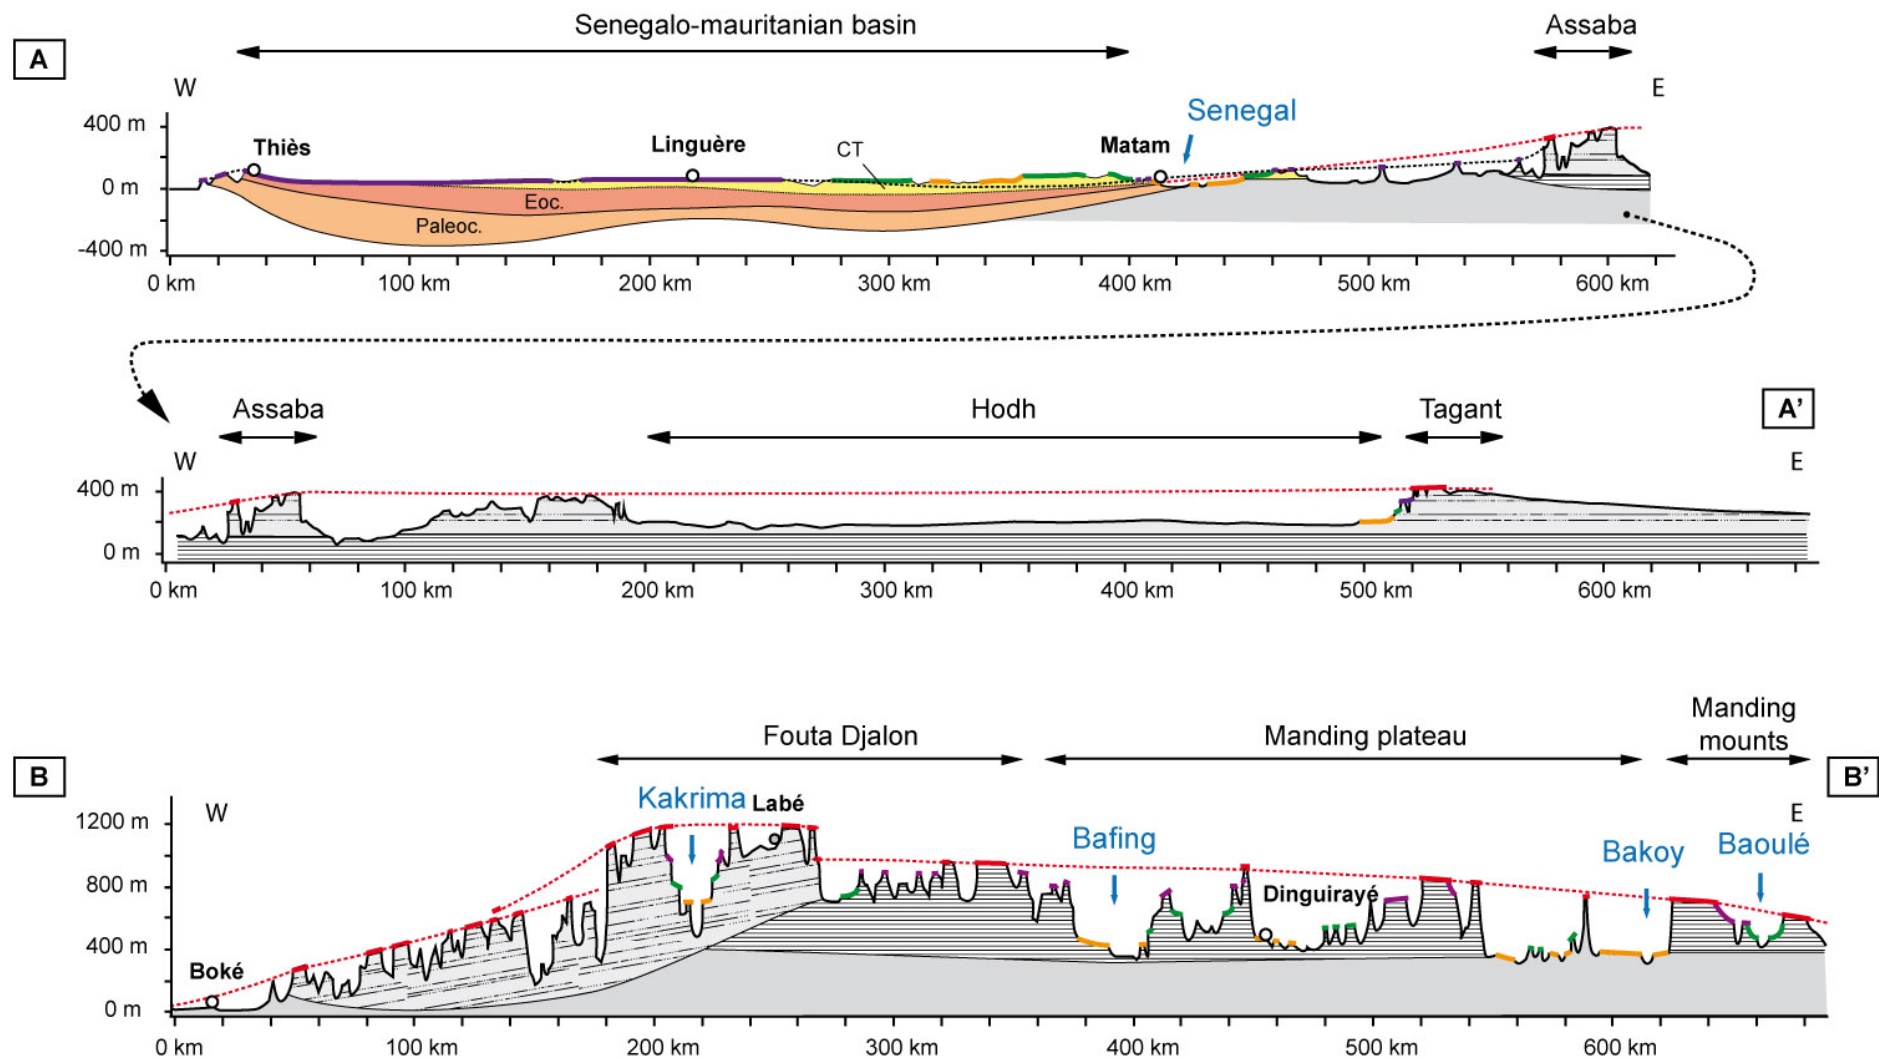 Senegalo-mauritanian basin
Assaba
A
W
E
400 m
0 m
-400 m
Thiès
Linguère
CT
Matam
Senegal
Eoc.
Paleoc.
0 km
100 km
200 km
300 km
400 km
500 km
600 km
Assaba
Hodh
Tagant
A'
W
E
400 m
0 m
0 km
100 km
200 km
300 km
400 km
500 km
600 km
Fouta Djalon
Manding plateau
Manding
mounts
B
B'
W
E
1200 m
800 m
400 m
0 m
Kakrima
Labé
Bafing
Bakoy
Baoulé
Dinguirayé
Boké
0 km
100 km
200 km
300 km
400 km
500 km
600 km